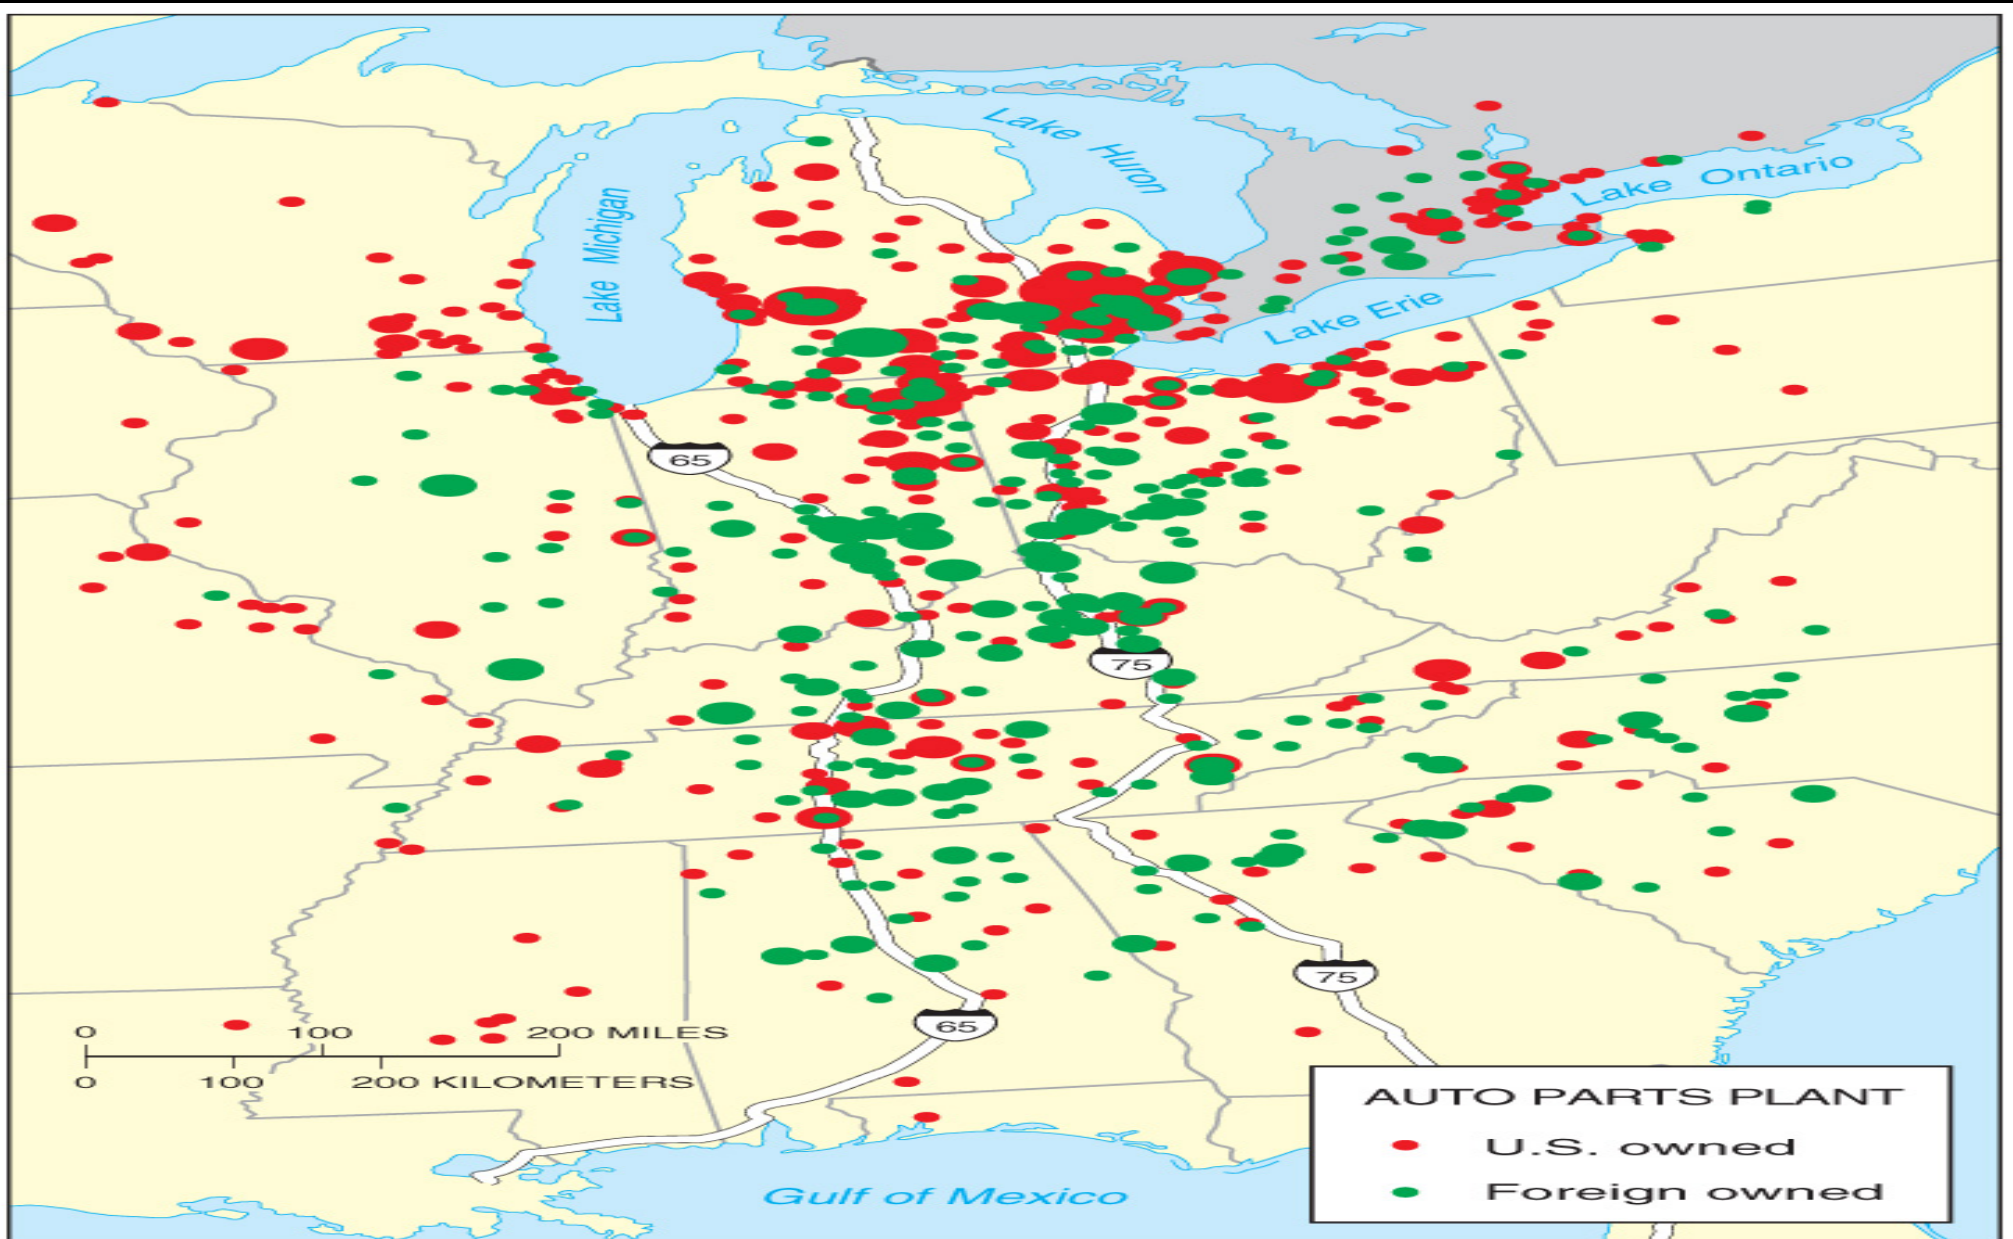 Lake Huron
Lake Michigan
Lake Ontario
Lake Erie
65
75
75
65
0 100 200 MILES
0 100 200 KILOMETERS
AUTO PARTS PLANT
U.S. owned
Foreign owned
Gulf of Mexico